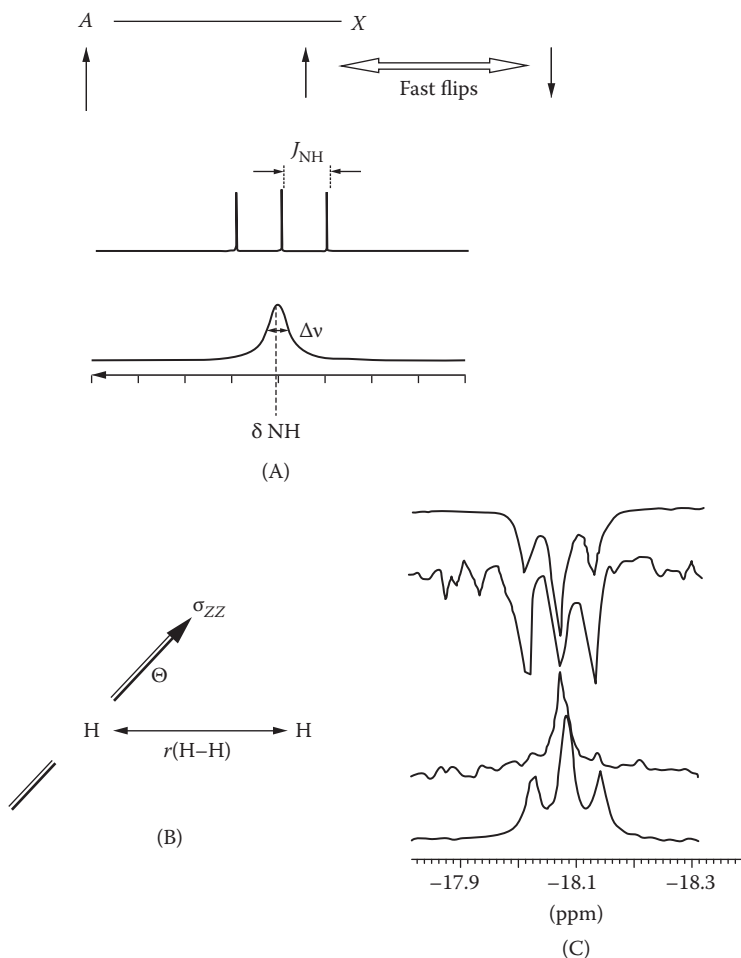 A X
Fast flips
J_NH
Δν
δ NH
(A)
σ_ZZ
Θ
H H
r(H–H)
(B)
–17.9 –18.1 –18.3
(ppm)
(C)